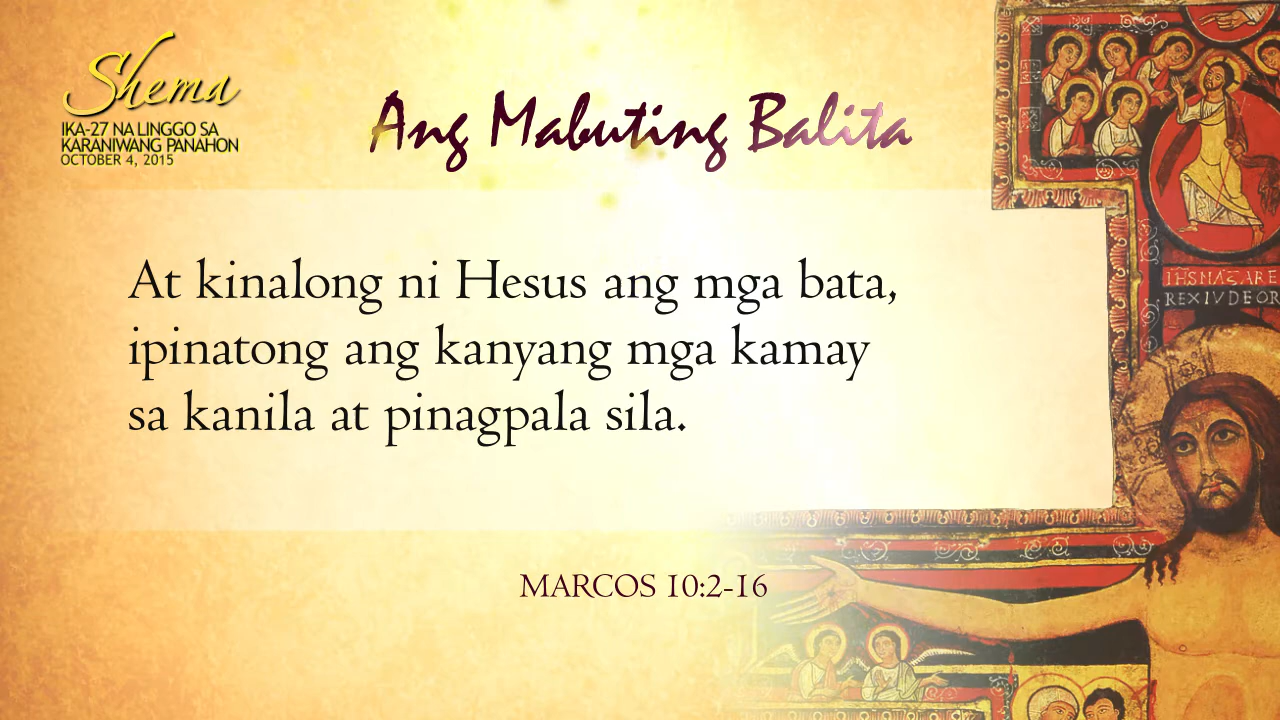 Shema
IKA-27 NA LINGGO SA
KARANIWANG PANAHON
OCTOBER 4, 2015
Ang Mabuting Balita
At kinalong ni Hesus ang mga bata,
ipinatong ang kanyang mga kamay
sa kanila at pinagpala sila.
MARCOS 10:2-16
IHS NAZARE
REX IVDEOR